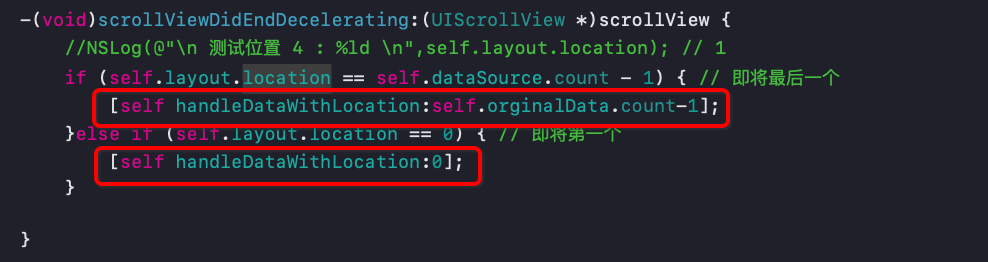 -(void)scrollViewDidEndDecelerating:(UIScrollView *)scrollView {
//NSLog(@"\n 测试位置 4 : %ld \n",self.layout.location); // 1
if (self.layout.location == self.dataSource.count - 1) { // 即将最后一个
[self handleDataWithLocation:self.orginalData.count-1];
}else if (self.layout.location == 0) { // 即将第一个
[self handleDataWithLocation:0];
}
}